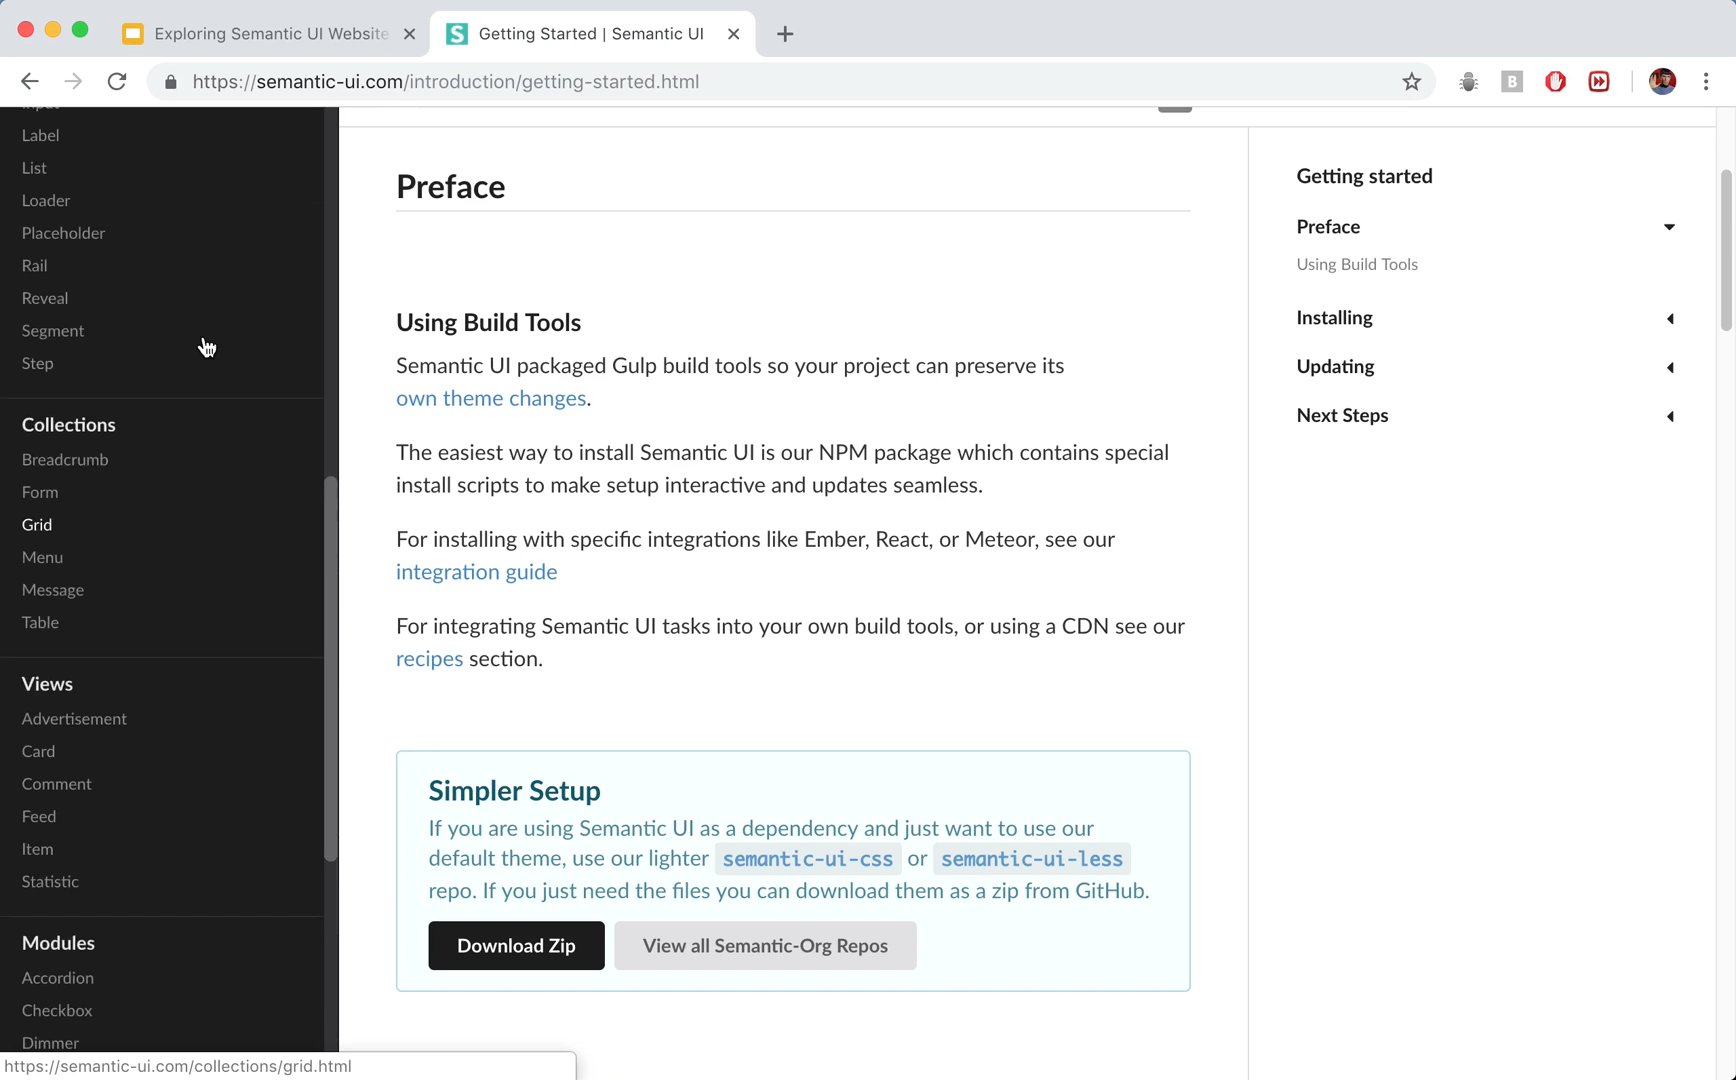 Exploring Semantic UI Website
Getting Started | Semantic UI
https://semantic-ui.com/introduction/getting-started.html
Input
Label
List
Loader
Placeholder
Rail
Reveal
Segment
Step
Collections
Breadcrumb
Form
Grid
Menu
Message
Table
Views
Advertisement
Card
Comment
Feed
Item
Statistic
Modules
Accordion
Checkbox
Dimmer
https://semantic-ui.com/collections/grid.html
Preface
Using Build Tools
Semantic UI packaged Gulp build tools so your project can preserve its
own theme changes.
The easiest way to install Semantic UI is our NPM package which contains special
install scripts to make setup interactive and updates seamless.
For installing with specific integrations like Ember, React, or Meteor, see our
integration guide
For integrating Semantic UI tasks into your own build tools, or using a CDN see our
recipes section.
Simpler Setup
If you are using Semantic UI as a dependency and just want to use our
default theme, use our lighter semantic-ui-css or semantic-ui-less
repo. If you just need the files you can download them as a zip from GitHub.
Download Zip
View all Semantic-Org Repos
Getting started
Preface
Using Build Tools
Installing
Updating
Next Steps